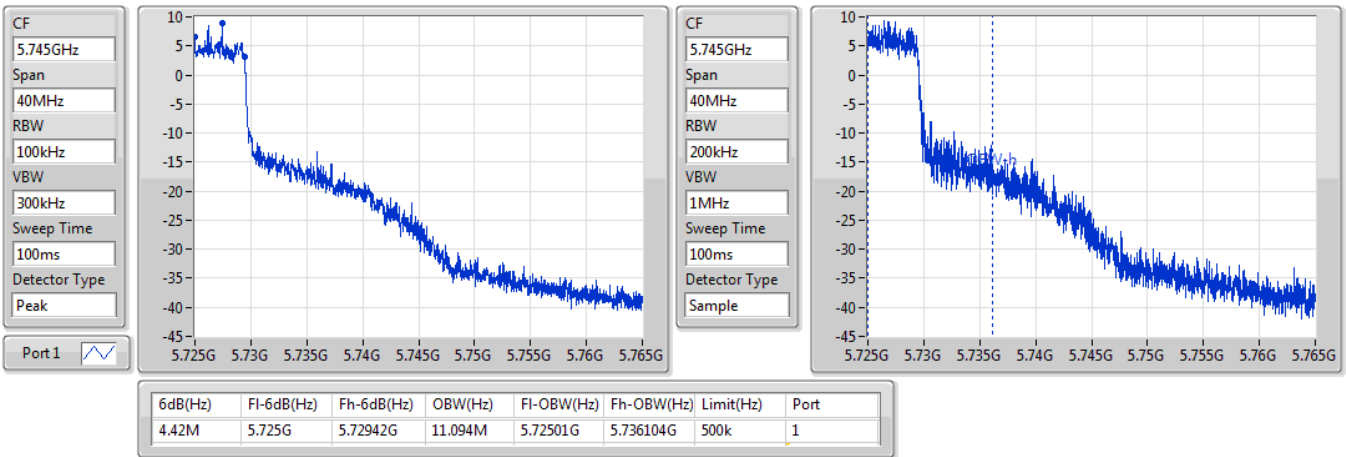 CF
5.745GHz
Span
40MHz
RBW
100kHz
VBW
300kHz
Sweep Time
100ms
Detector Type
Peak
Port 1
10
5
0
-5
-10
-15
-20
-25
-30
-35
-40
-45
5.725G 5.73G 5.735G 5.74G 5.745G 5.75G 5.755G 5.76G 5.765G
CF
5.745GHz
Span
40MHz
RBW
200kHz
VBW
1MHz
Sweep Time
100ms
Detector Type
Sample
10
5
0
-5
-10
-15
-20
-25
-30
-35
-40
-45
5.725G 5.73G 5.735G 5.74G 5.745G 5.75G 5.755G 5.76G 5.765G
6dB(Hz) Fl-6dB(Hz) Fh-6dB(Hz) OBW(Hz) Fl-OBW(Hz) Fh-OBW(Hz) Limit(Hz) Port
4.42M 5.725G 5.72942G 11.094M 5.72501G 5.736104G 500k 1